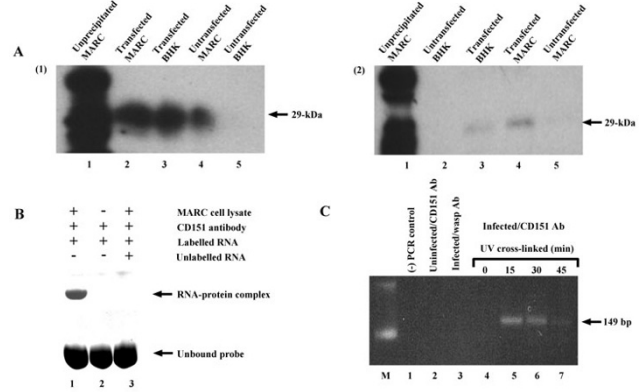 A
(1)
Unprecipitated MARC
Transfected MARC
Transfected BHK
Untransfected MARC
Untransfected BHK
29-kDa
1 2 3 4 5
(2)
Unprecipitated MARC
Untransfected BHK
Transfected BHK
Transfected MARC
Untransfected MARC
29-kDa
1 2 3 4 5
B
+ - + MARC cell lysate
+ + + CD151 antibody
+ + + Labelled RNA
- - + Unlabelled RNA
RNA-protein complex
Unbound probe
1 2 3
C
(-) PCR control
Uninfected/CD151 Ab
Infected/wasp Ab
Infected/CD151 Ab
UV cross-linked (min)
0 15 30 45
149 bp
M 1 2 3 4 5 6 7